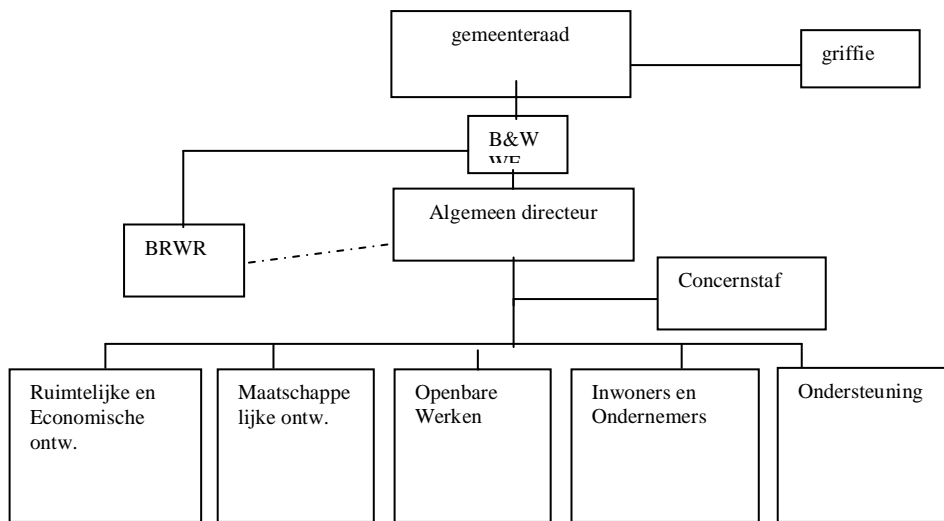 gemeenteraad
griffie
B&W
Algemeen directeur
BRWR
Concernstaf
Ruimtelijke en
Economische
ontw.
Maatschappe
lijke ontw.
Openbare
Werken
Inwoners en
Ondernemers
Ondersteuning